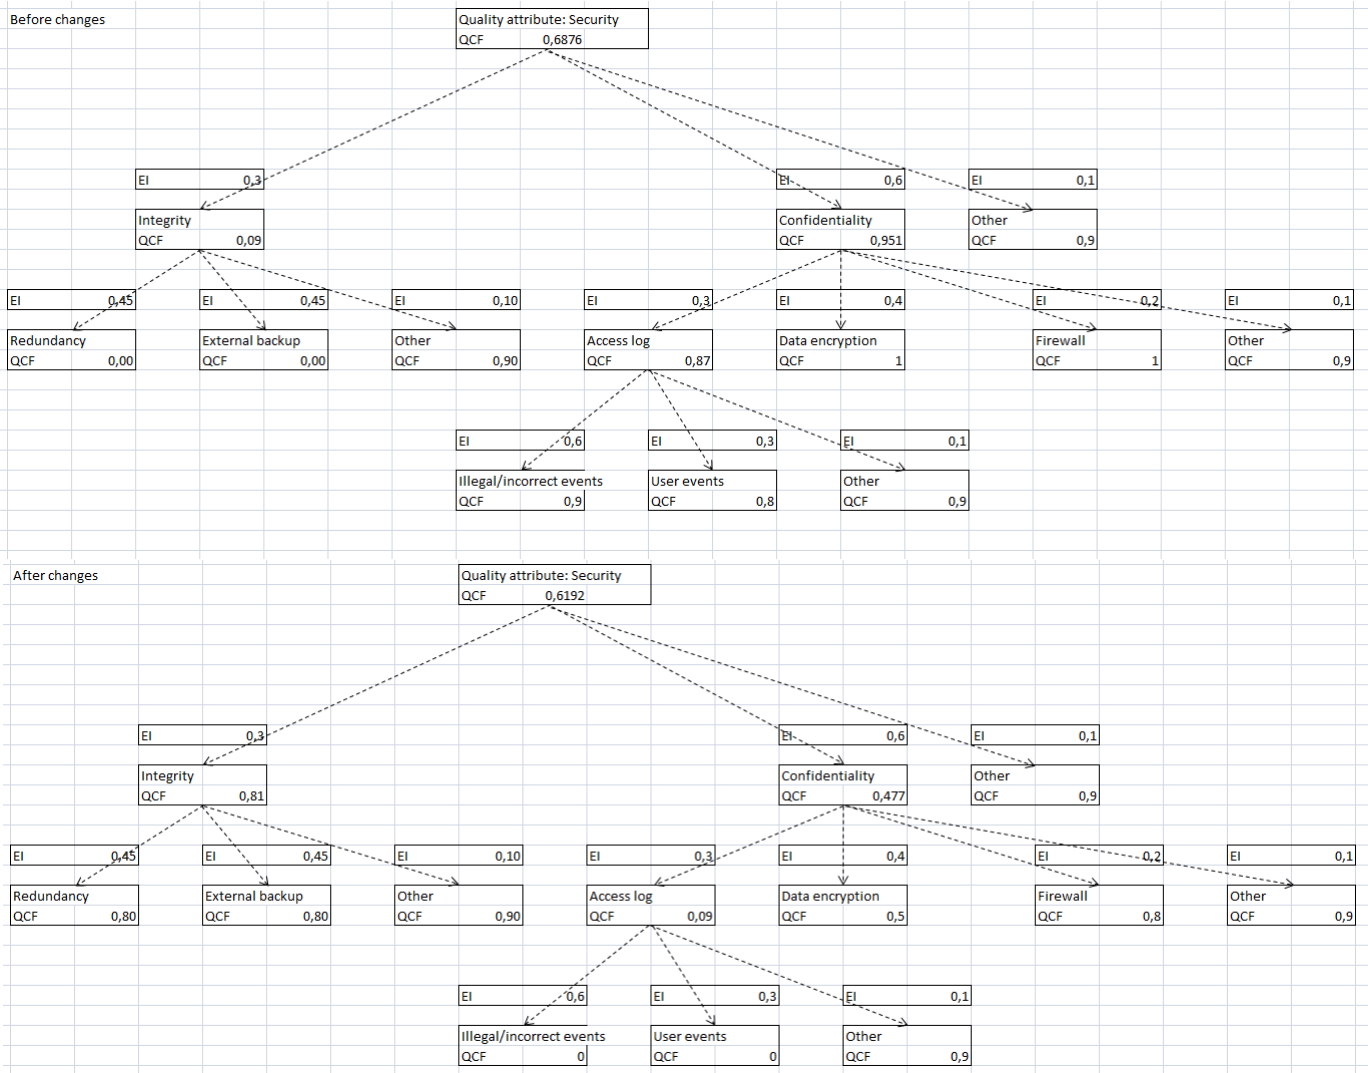 Before changes
Quality attribute: Security
QCF 0,6876
EI 0,3 EI 0,6 EI 0,1
Integrity Confidentiality Other
QCF 0,09 QCF 0,951 QCF 0,9
EI 0,45 EI 0,45 EI 0,10 EI 0,3 EI 0,4 EI 0,2 EI 0,1
Redundancy External backup Other Access log Data encryption Firewall Other
QCF 0,00 QCF 0,00 QCF 0,90 QCF 0,87 QCF 1 QCF 1 QCF 0,9
EI 0,6 EI 0,3 EI 0,1
Illegal/incorrect events User events Other
QCF 0,9 QCF 0,8 QCF 0,9
After changes
Quality attribute: Security
QCF 0,6192
EI 0,3 EI 0,6 EI 0,1
Integrity Confidentiality Other
QCF 0,81 QCF 0,477 QCF 0,9
EI 0,45 EI 0,45 EI 0,10 EI 0,3 EI 0,4 EI 0,2 EI 0,1
Redundancy External backup Other Access log Data encryption Firewall Other
QCF 0,80 QCF 0,80 QCF 0,90 QCF 0,09 QCF 0,5 QCF 0,8 QCF 0,9
EI 0,6 EI 0,3 EI 0,1
Illegal/incorrect events User events Other
QCF 0 QCF 0 QCF 0,9